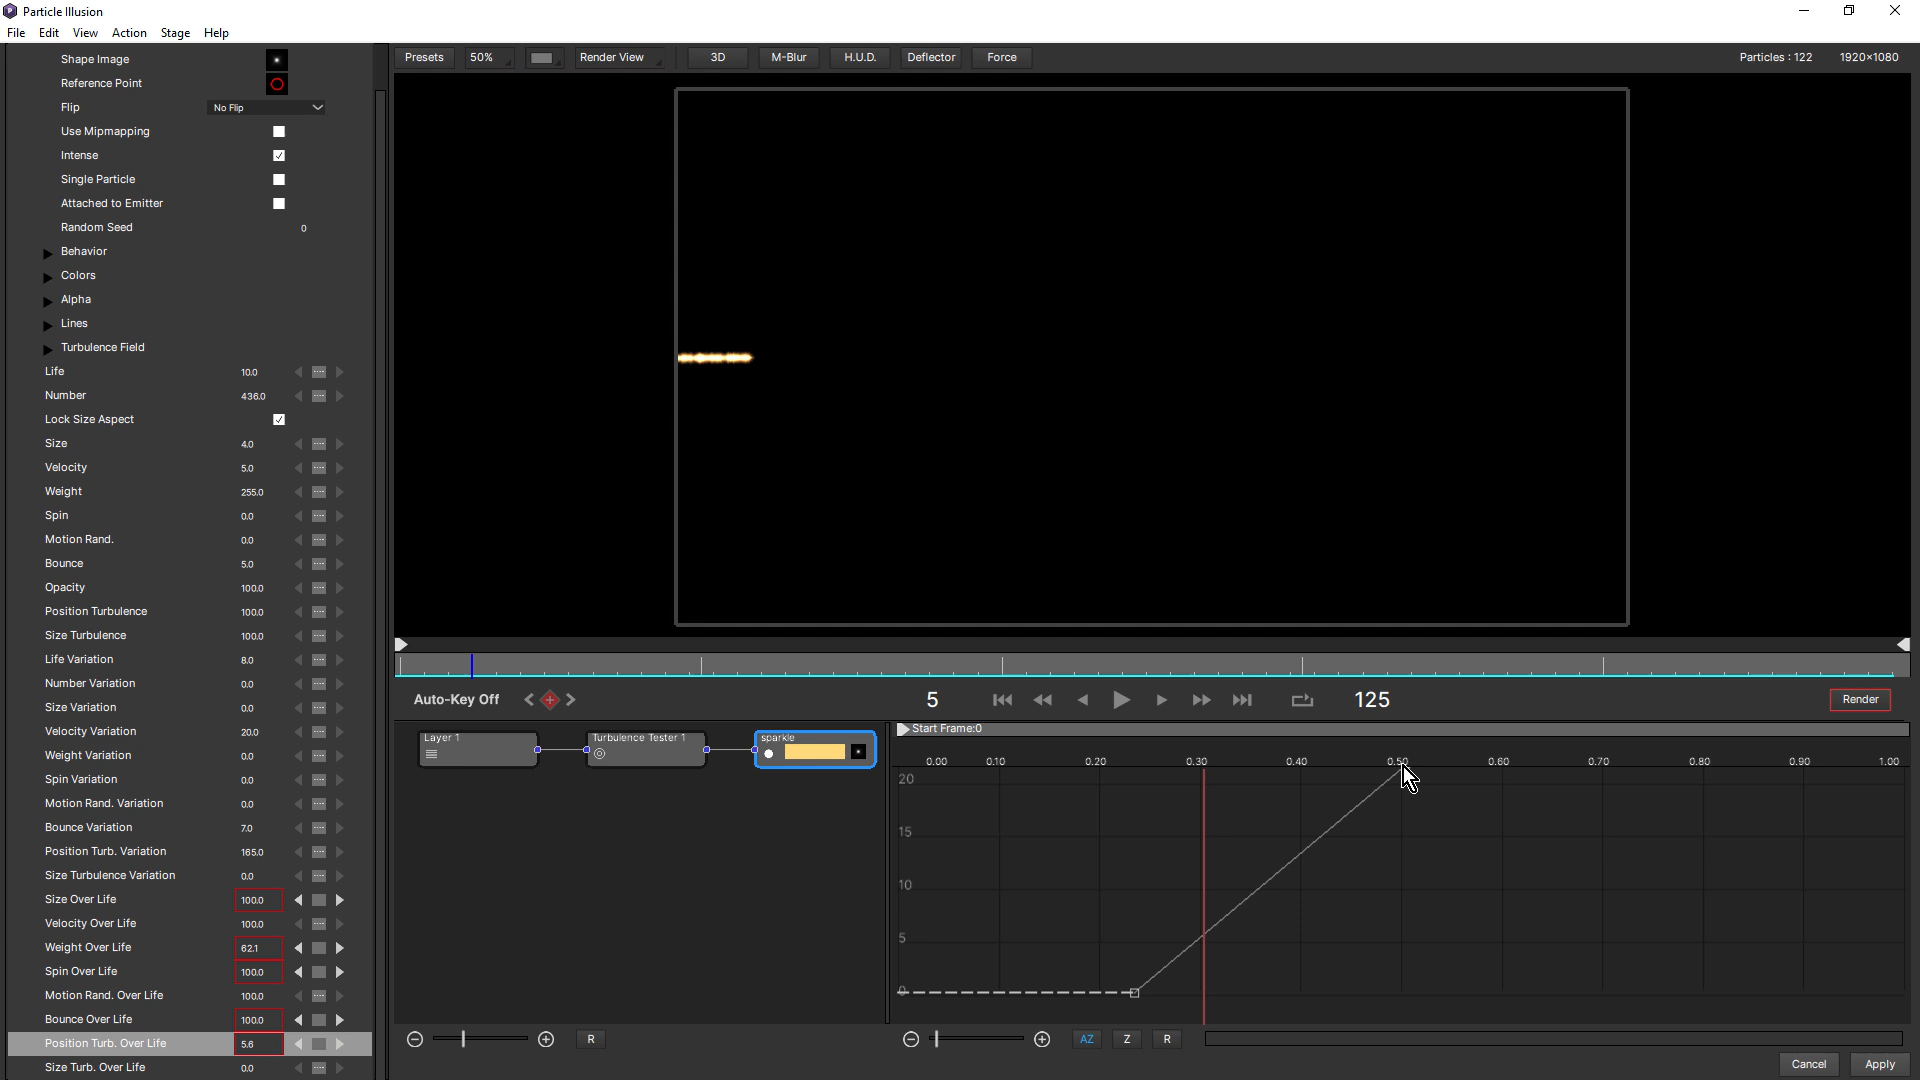 Particle Illusion
File Edit View Action Stage Help
Presets 50% Render View 3D M-Blur H.U.D. Deflector Force Particles : 122 1920×1080
Shape Image
Reference Point
Flip No Flip
Use Mipmapping
Intense
Single Particle
Attached to Emitter
Random Seed 0
Behavior
Colors
Alpha
Lines
Turbulence Field
Life 10.0
Number 436.0
Lock Size Aspect
Size 4.0
Velocity 5.0
Weight 255.0
Spin 0.0
Motion Rand. 0.0
Bounce 5.0
Opacity 100.0
Position Turbulence 100.0
Size Turbulence 100.0
Life Variation 8.0
Number Variation 0.0
Size Variation 0.0
Velocity Variation 20.0
Weight Variation 0.0
Spin Variation 0.0
Motion Rand. Variation 0.0
Bounce Variation 7.0
Position Turb. Variation 165.0
Size Turbulence Variation 0.0
Size Over Life 100.0
Velocity Over Life 100.0
Weight Over Life 62.1
Spin Over Life 100.0
Motion Rand. Over Life 100.0
Bounce Over Life 100.0
Position Turb. Over Life 5.6
Size Turb. Over Life 0.0
Auto-Key Off 5 125 Render
Layer 1 Turbulence Tester 1 sparkle
Start Frame:0
0.00 0.10 0.20 0.30 0.40 0.50 0.60 0.70 0.80 0.90 1.00
20
15
10
5
0
R AZ Z R
Cancel Apply